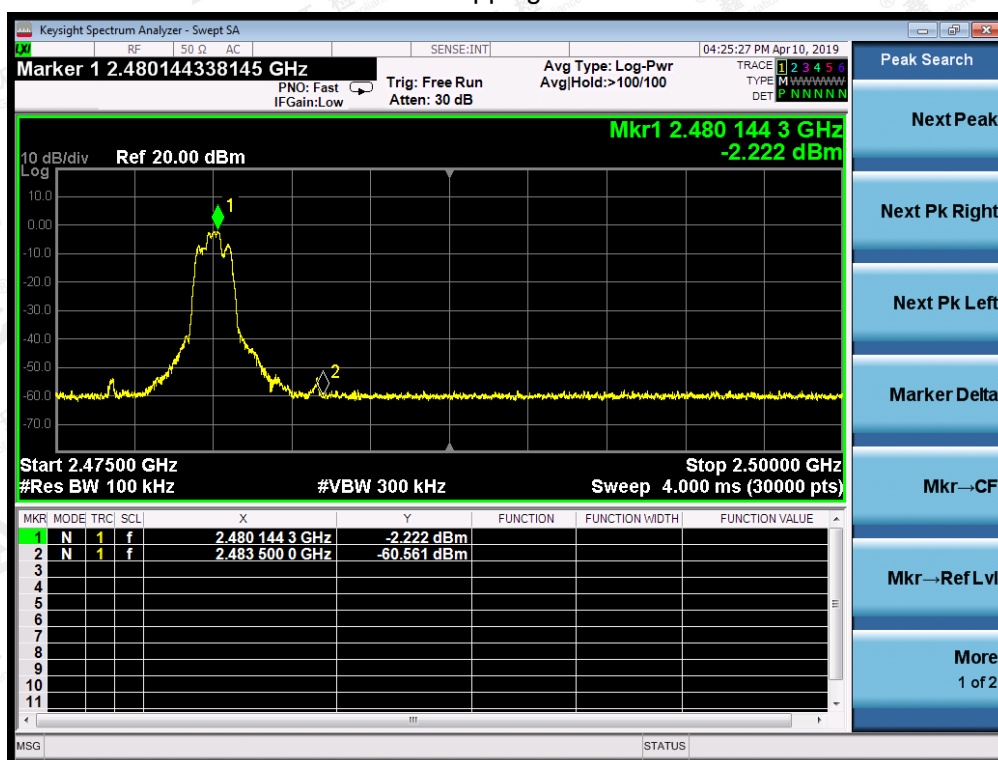 Keysight Spectrum Analyzer - Swept SA
LXI RF 50 Ω AC SENSE:INT 04:25:27 PM Apr 10, 2019
Marker 1 2.480144338145 GHz
PNO: Fast
IFGain:Low
Trig: Free Run
Atten: 30 dB
Avg Type: Log-Pwr
Avg|Hold:>100/100
TRACE 1 2 3 4 5 6
TYPE M WWWWW
DET P N N N N N
Mkr1 2.480 144 3 GHz
-2.222 dBm
10 dB/div Ref 20.00 dBm
Log
10.0
0.00
-10.0
-20.0
-30.0
-40.0
-50.0
-60.0
-70.0
1
2
Start 2.47500 GHz Stop 2.50000 GHz
#Res BW 100 kHz #VBW 300 kHz Sweep 4.000 ms (30000 pts)
MKR MODE TRC SCL X Y FUNCTION FUNCTION WIDTH FUNCTION VALUE
1 N 1 f 2.480 144 3 GHz -2.222 dBm
2 N 1 f 2.483 500 0 GHz -60.561 dBm
3
4
5
6
7
8
9
10
11
MSG STATUS
Peak Search
Next Peak
Next Pk Right
Next Pk Left
Marker Delta
Mkr→CF
Mkr→Ref Lvl
More
1 of 2